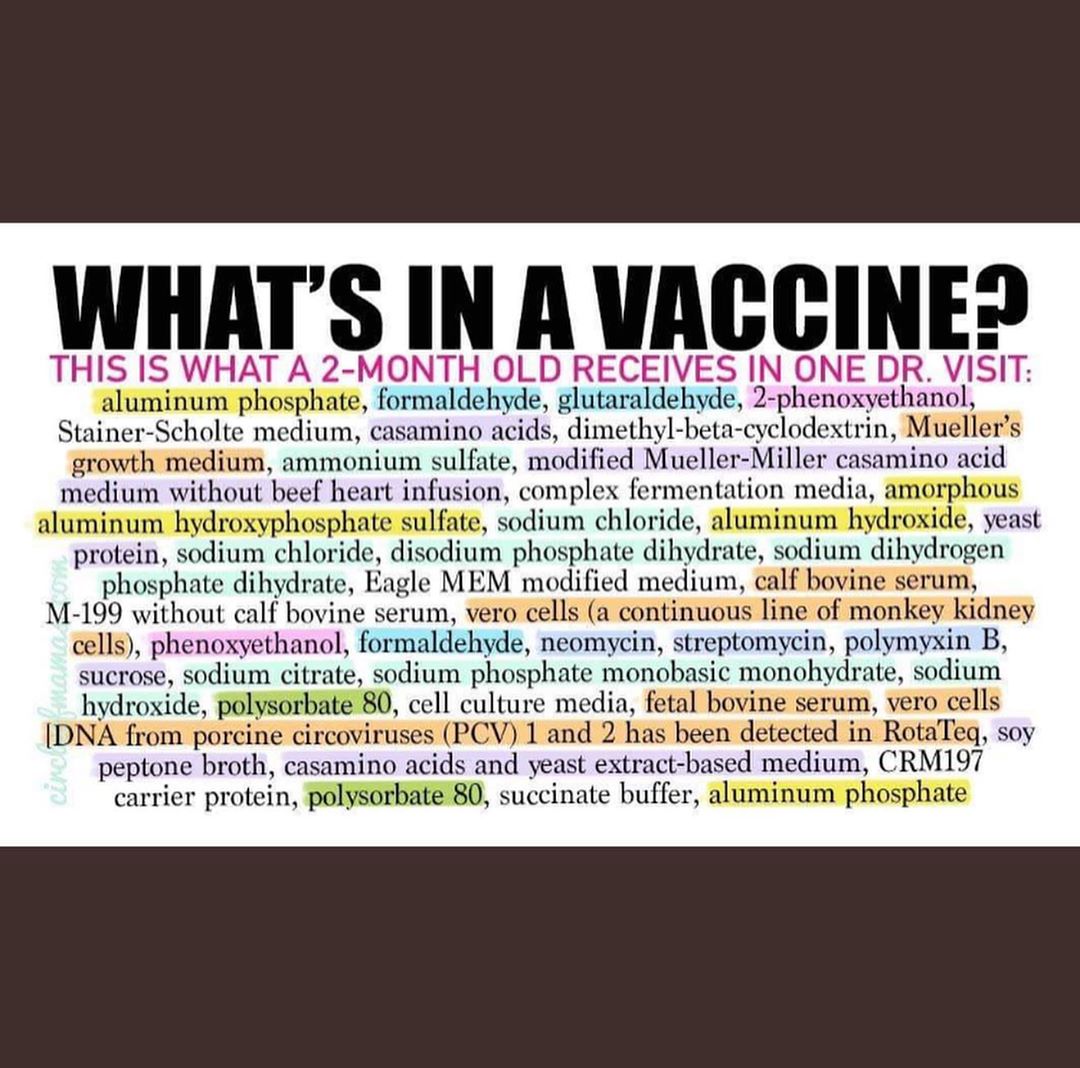 WHAT'S IN A VACCINE?
THIS IS WHAT A 2-MONTH OLD RECEIVES IN ONE DR. VISIT:
aluminum phosphate, formaldehyde, glutaraldehyde, 2-phenoxyethanol,
Stainer-Scholte medium, casamino acids, dimethyl-beta-cyclodextrin, Mueller's
growth medium, ammonium sulfate, modified Mueller-Miller casamino acid
medium without beef heart infusion, complex fermentation media, amorphous
aluminum hydroxyphosphate sulfate, sodium chloride, aluminum hydroxide, yeast
protein, sodium chloride, disodium phosphate dihydrate, sodium dihydrogen
phosphate dihydrate, Eagle MEM modified medium, calf bovine serum,
M-199 without calf bovine serum, vero cells (a continuous line of monkey kidney
cells), phenoxyethanol, formaldehyde, neomycin, streptomycin, polymyxin B,
sucrose, sodium citrate, sodium phosphate monobasic monohydrate, sodium
hydroxide, polysorbate 80, cell culture media, fetal bovine serum, vero cells
[DNA from porcine circoviruses (PCV) 1 and 2 has been detected in RotaTeq, soy
peptone broth, casamino acids and yeast extract-based medium, CRM197
carrier protein, polysorbate 80, succinate buffer, aluminum phosphate